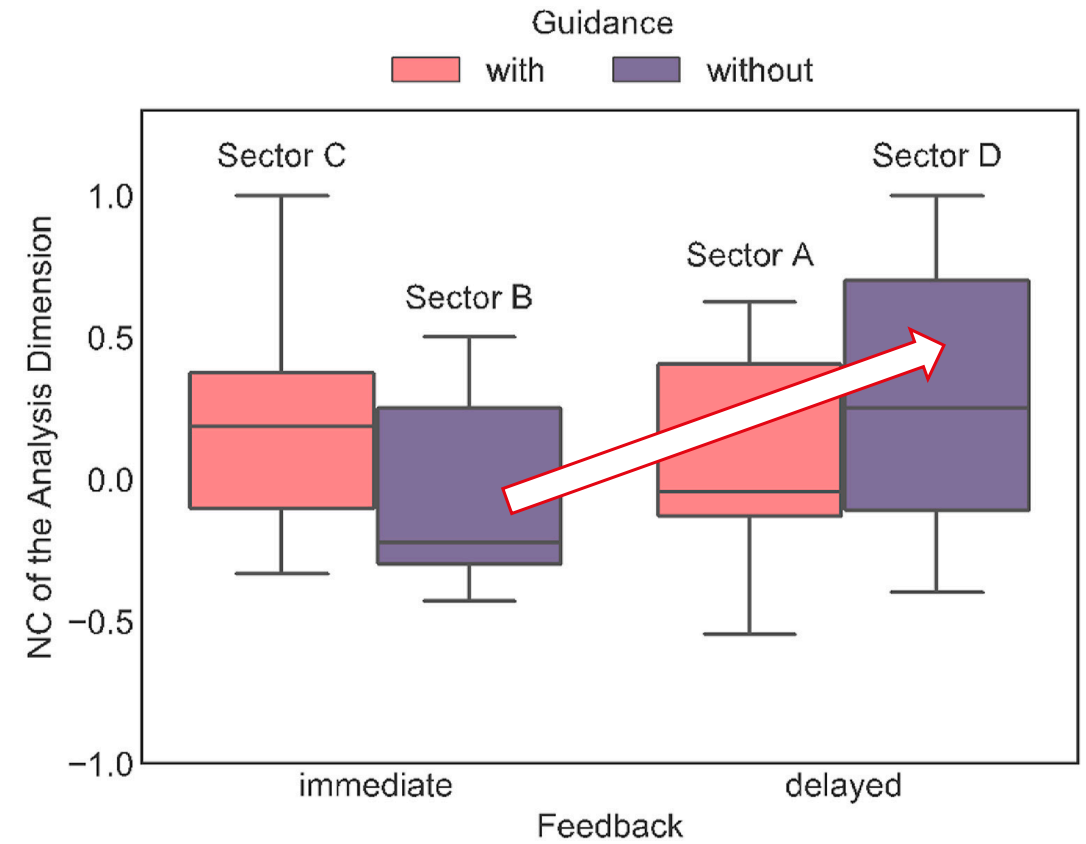 Guidance
with without
Sector C
Sector D
Sector A
Sector B
1.0
0.5
0.0
−0.5
−1.0
NC of the Analysis Dimension
immediate delayed
Feedback